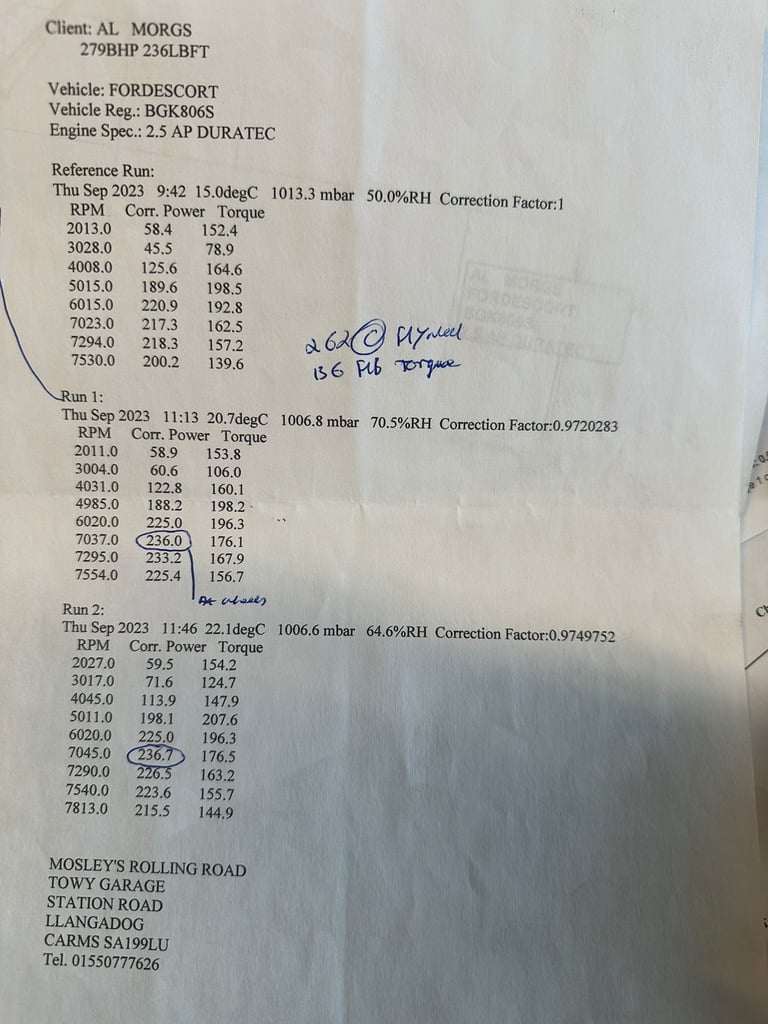 Client: AL MORGS
279BHP 236LBFT
Vehicle: FORDESCORT
Vehicle Reg.: BGK806S
Engine Spec.: 2.5 AP DURATEC
Reference Run:
Thu Sep 2023 9:42 15.0degC 1013.3 mbar 50.0%RH Correction Factor:1
RPM Corr. Power Torque
2013.0 58.4 152.4
3028.0 45.5 78.9
4008.0 125.6 164.6
5015.0 189.6 198.5
6015.0 220.9 192.8
7023.0 217.3 162.5
7294.0 218.3 157.2
7530.0 200.2 139.6
AL MORGS
FORDESCORT
BGK806S
262 @ Flywheel
136 Torque
Run 1:
Thu Sep 2023 11:13 20.7degC 1006.8 mbar 70.5%RH Correction Factor:0.9720283
RPM Corr. Power Torque
2011.0 58.9 153.8
3004.0 60.6 106.0
4031.0 122.8 160.1
4985.0 188.2 198.2
6020.0 225.0 196.3
7037.0 236.0 176.1
7295.0 233.2 167.9
7554.0 225.4 156.7
At wheels
Run 2:
Thu Sep 2023 11:46 22.1degC 1006.6 mbar 64.6%RH Correction Factor:0.9749752
RPM Corr. Power Torque
2027.0 59.5 154.2
3017.0 71.6 124.7
4045.0 113.9 147.9
5011.0 198.1 207.6
6020.0 225.0 196.3
7045.0 236.7 176.5
7290.0 226.5 163.2
7540.0 223.6 155.7
7813.0 215.5 144.9
MOSLEY'S ROLLING ROAD
TOWY GARAGE
STATION ROAD
LLANGADOG
CARMS SA199LU
Tel. 01550777626